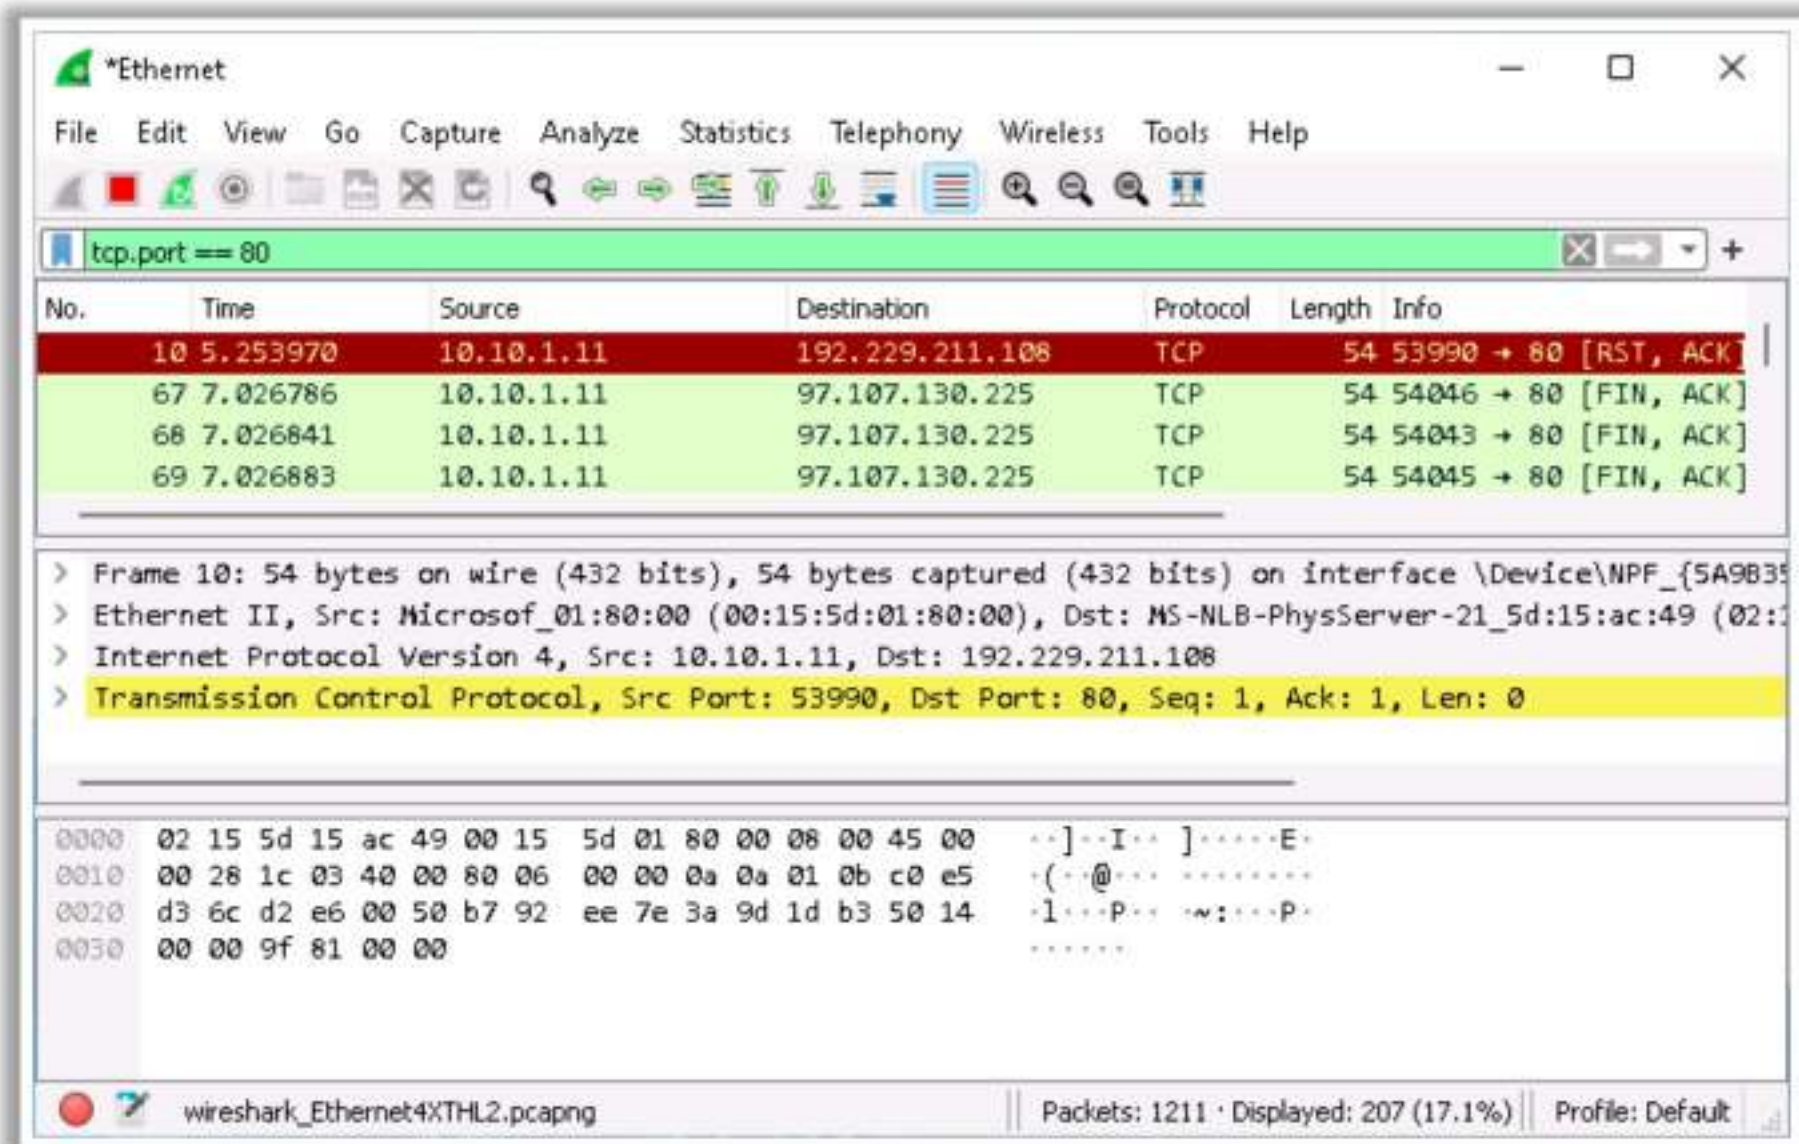 *Ethernet
File Edit View Go Capture Analyze Statistics Telephony Wireless Tools Help
tcp.port == 80
No. Time Source Destination Protocol Length Info
10 5.253970 10.10.1.11 192.229.211.108 TCP 54 53990 → 80 [RST, ACK]
67 7.026786 10.10.1.11 97.107.130.225 TCP 54 54046 → 80 [FIN, ACK]
68 7.026841 10.10.1.11 97.107.130.225 TCP 54 54043 → 80 [FIN, ACK]
69 7.026883 10.10.1.11 97.107.130.225 TCP 54 54045 → 80 [FIN, ACK]
> Frame 10: 54 bytes on wire (432 bits), 54 bytes captured (432 bits) on interface \Device\NPF_{5A9B35
> Ethernet II, Src: Microsof_01:80:00 (00:15:5d:01:80:00), Dst: MS-NLB-PhysServer-21_5d:15:ac:49 (02:1
> Internet Protocol Version 4, Src: 10.10.1.11, Dst: 192.229.211.108
> Transmission Control Protocol, Src Port: 53990, Dst Port: 80, Seq: 1, Ack: 1, Len: 0
0000 02 15 5d 15 ac 49 00 15 5d 01 80 00 08 00 45 00 ··]··I·· ]·····E·
0010 00 28 1c 03 40 00 80 06 00 00 0a 0a 01 0b c0 e5 ·(··@··· ········
0020 d3 6c d2 e6 00 50 b7 92 ee 7e 3a 9d 1d b3 50 14 ·l···P·· ·~:···P·
0030 00 00 9f 81 00 00 ······
wireshark_Ethernet4XTHL2.pcapng Packets: 1211 · Displayed: 207 (17.1%) Profile: Default